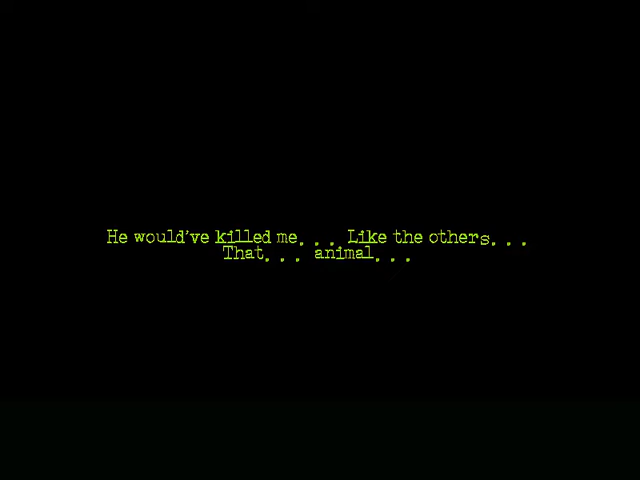 He would've killed me. . . Like the others. . .
That. . . animal. . .